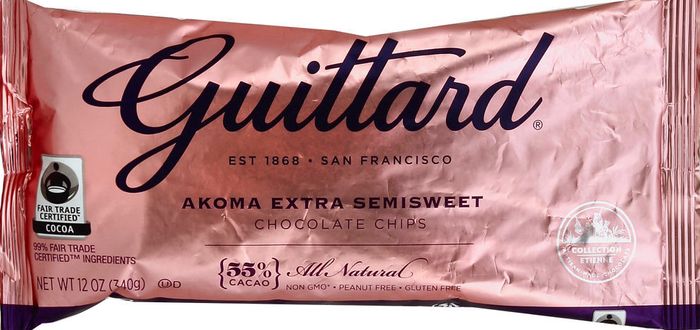 Guittard®
EST 1868 • SAN FRANCISCO
AKOMA EXTRA SEMISWEET
CHOCOLATE CHIPS
FAIR TRADE
CERTIFIED™
COCOA
99% FAIR TRADE
CERTIFIED™ INGREDIENTS
NET WT 12 OZ (340g)
U D
{55%}
CACAO
All Natural
NON GMO* • PEANUT FREE • GLUTEN FREE
COLLECTION
ETIENNE